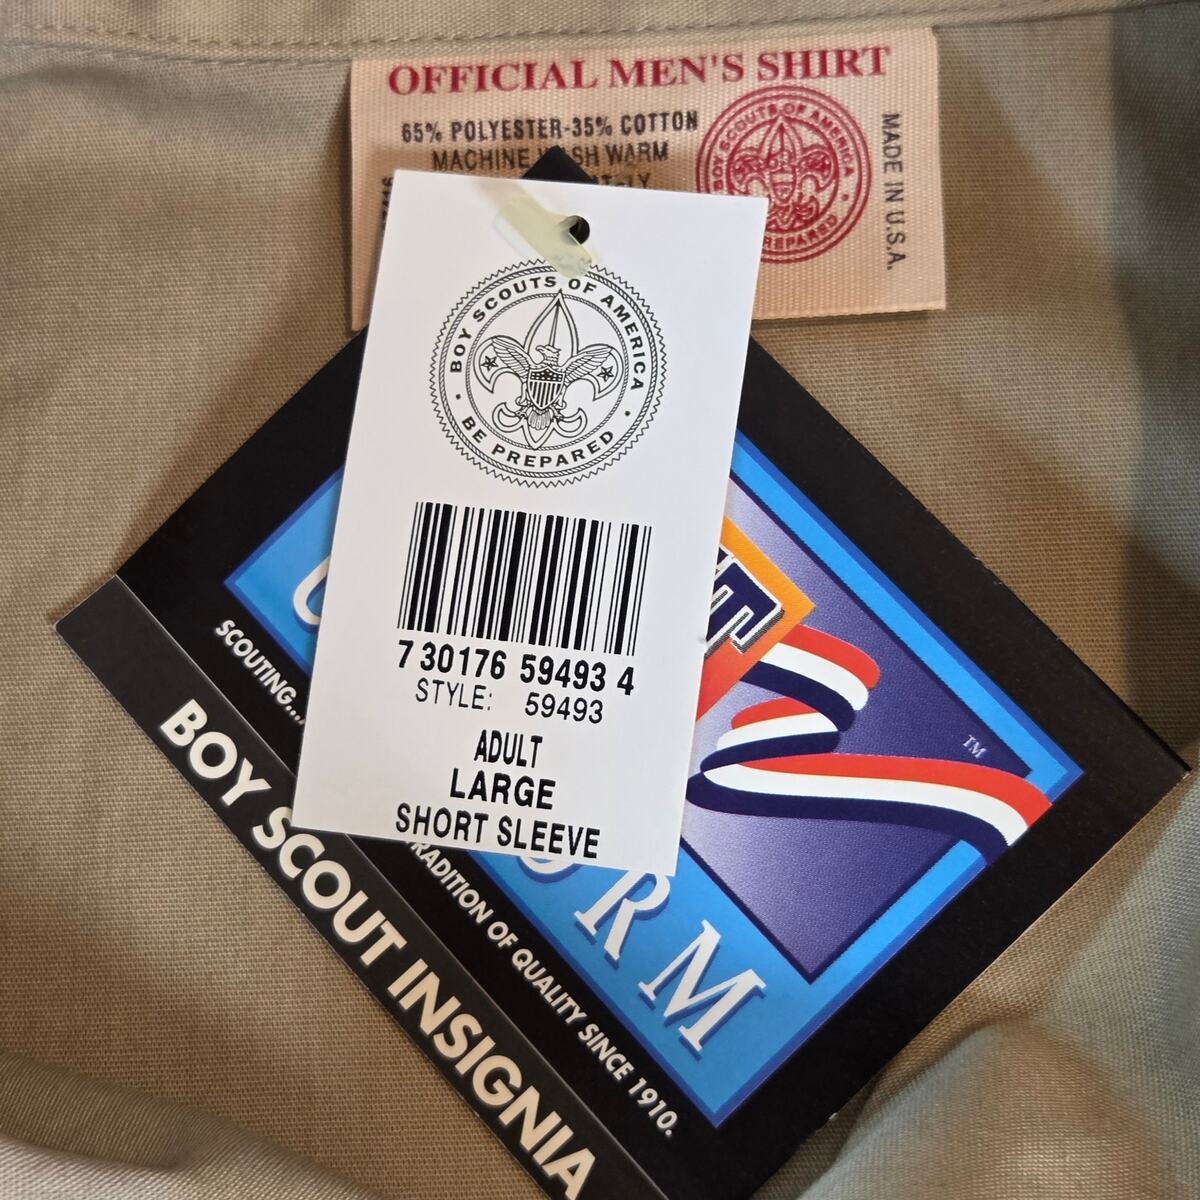 OFFICIAL MEN'S SHIRT
65% POLYESTER-35% COTTON
MACHINE WASH WARM
BOY SCOUTS OF AMERICA
PREPARED
MADE IN U.S.A.
BOY SCOUTS OF AMERICA
• BE PREPARED •
7 30176 59493 4
STYLE: 59493
ADULT
LARGE
SHORT SLEEVE
TM
SCOUTING...
TRADITION OF QUALITY SINCE 1910.
BOY SCOUT INSIGNIA